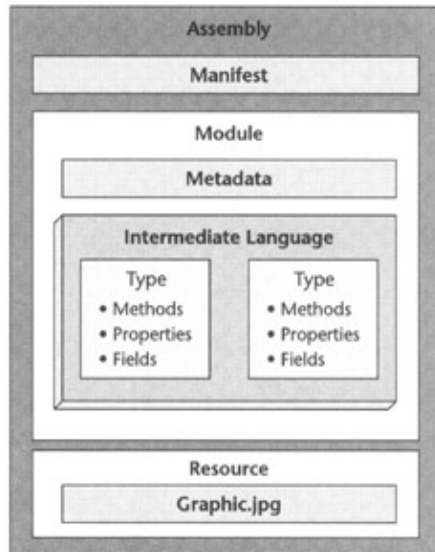 Assembly
Manifest
Module
Metadata
Intermediate Language
Type
• Methods
• Properties
• Fields
Type
• Methods
• Properties
• Fields
Resource
Graphic.jpg